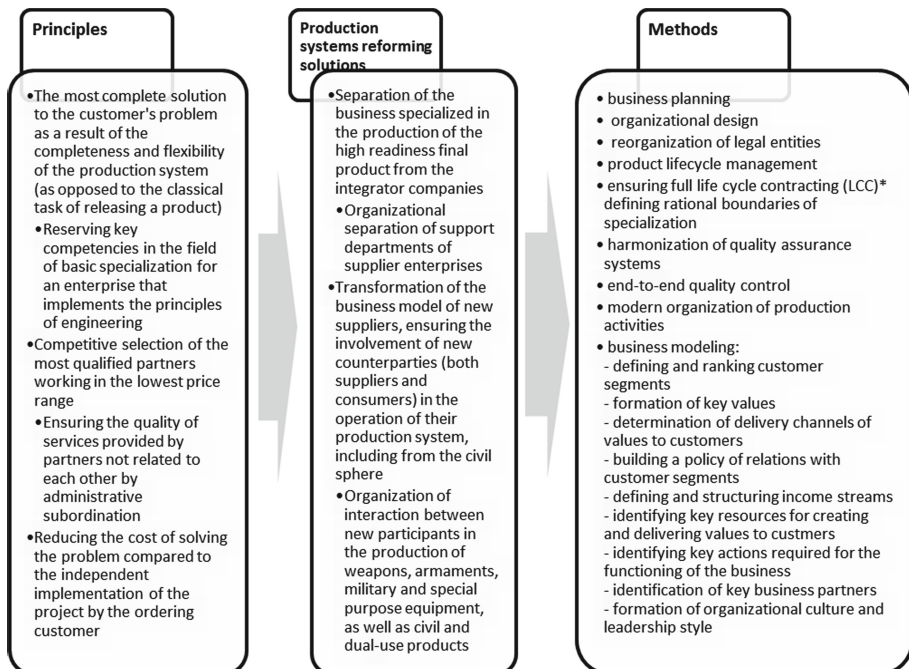 Principles
•The most complete solution
to the customer's problem
as a result of the
completeness and flexibility
of the production system
(as opposed to the classical
task of releasing a product)
•Reserving key
competencies in the field
of basic specialization for
an enterprise that
implements the principles
of engineering
•Competitive selection of the
most qualified partners
working in the lowest price
range
•Ensuring the quality of
services provided by
partners not related to
each other by
administrative
subordination
•Reducing the cost of solving
the problem compared to
the independent
implementation of the
project by the ordering
customer
Production
systems reforming
solutions
•Separation of the
business specialized in
the production of the
high readiness final
product from the
integrator companies
•Organizational
separation of support
departments of
supplier enterprises
•Transformation of the
business model of new
suppliers, ensuring the
involvement of new
counterparties (both
suppliers and
consumers) in the
operation of their
production system,
including from the civil
sphere
•Organization of
interaction between
new participants in
the production of
weapons, armaments,
military and special
purpose equipment,
as well as civil and
dual-use products
Methods
• business planning
• organizational design
• reorganization of legal entities
• product lifecycle management
• ensuring full life cycle contracting (LCC)*
defining rational boundaries of
specialization
• harmonization of quality assurance
systems
• end-to-end quality control
• modern organization of production
activities
• business modeling:
- defining and ranking customer
segments
- formation of key values
- determination of delivery channels of
values to customers
- building a policy of relations with
customer segments
- defining and structuring income streams
- identifying key resources for creating
and delivering values to custmers
- identifying key actions required for the
functioning of the business
- identification of key business partners
- formation of organizational culture and
leadership style